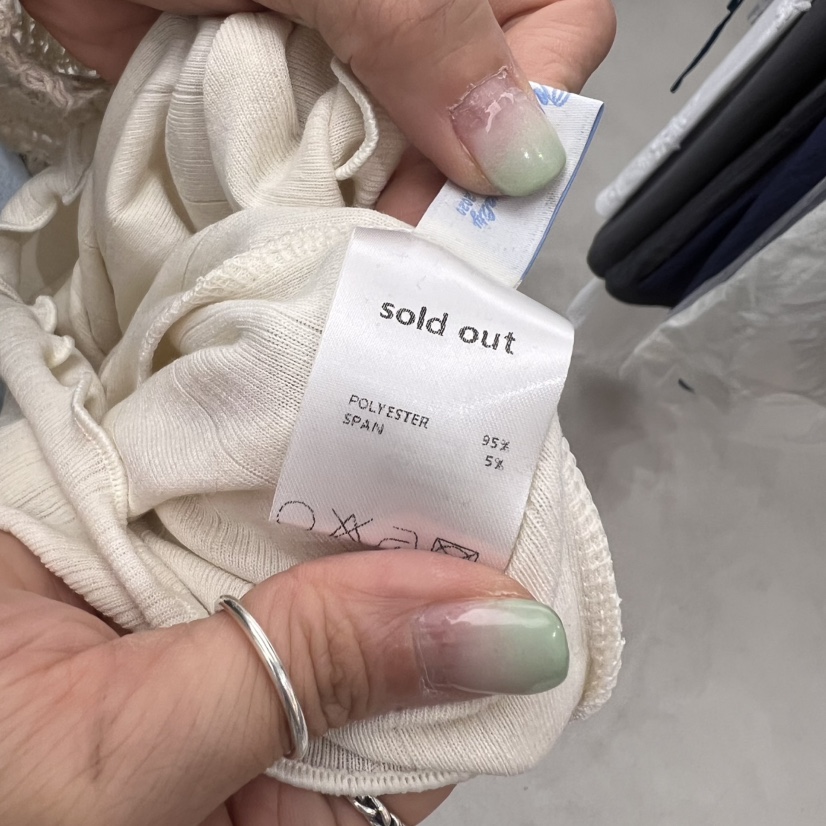 sold out
POLYESTER 95%
SPAN 5%